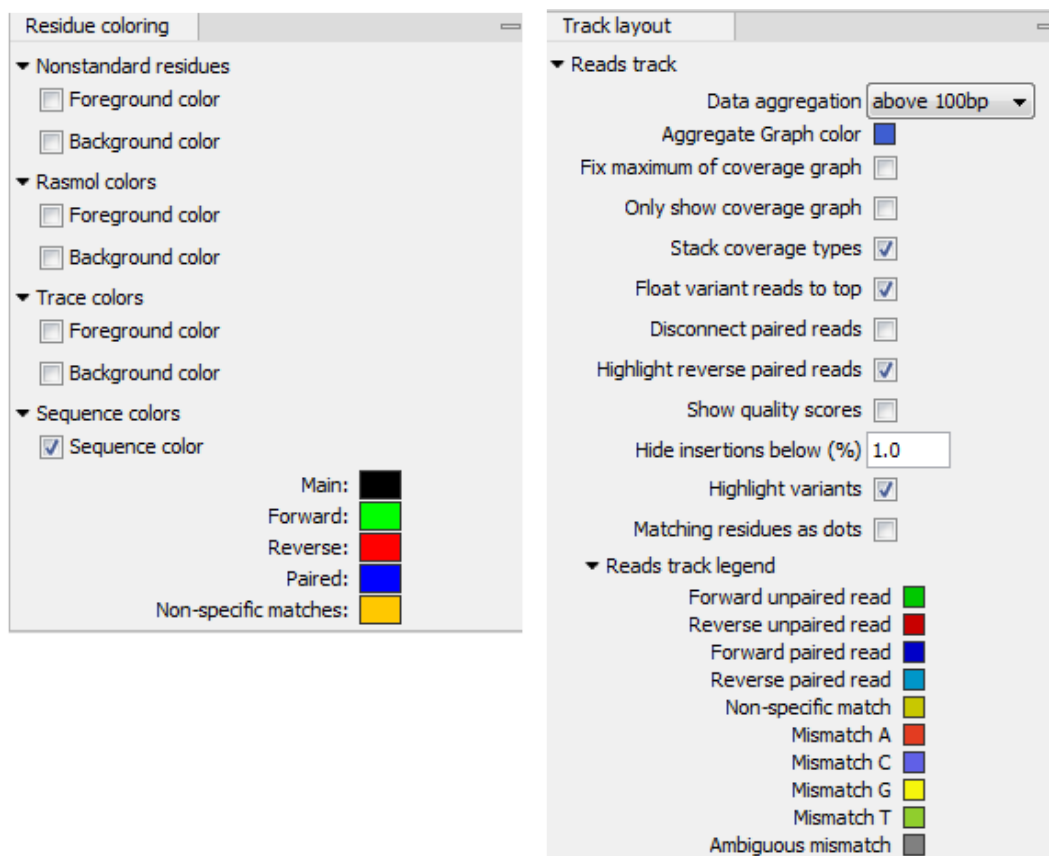 Residue coloring
Nonstandard residues
Foreground color
Background color
Rasmol colors
Foreground color
Background color
Trace colors
Foreground color
Background color
Sequence colors
Sequence color
Main:
Forward:
Reverse:
Paired:
Non-specific matches:
Track layout
Reads track
Data aggregation above 100bp
Aggregate Graph color
Fix maximum of coverage graph
Only show coverage graph
Stack coverage types
Float variant reads to top
Disconnect paired reads
Highlight reverse paired reads
Show quality scores
Hide insertions below (%) 1.0
Highlight variants
Matching residues as dots
Reads track legend
Forward unpaired read
Reverse unpaired read
Forward paired read
Reverse paired read
Non-specific match
Mismatch A
Mismatch C
Mismatch G
Mismatch T
Ambiguous mismatch